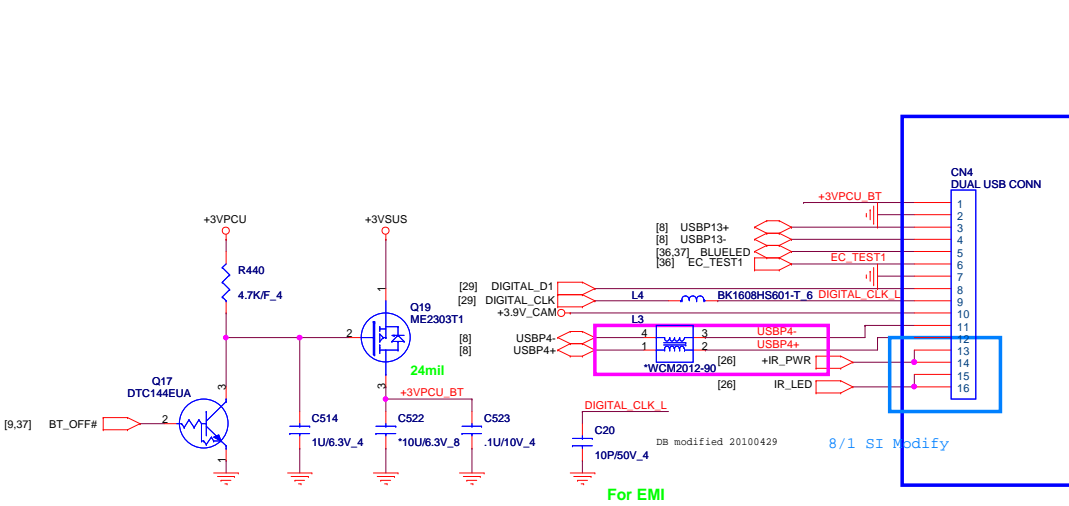 CN4
DUAL USB CONN
+3VPCU_BT
1
2
[8] USBP13+
3
[8] USBP13-
4
[36,37] BLUELED
5
[36] EC_TEST1
EC_TEST1
6
7
[29] DIGITAL_D1
8
[29] DIGITAL_CLK
L4
BK1608HS601-T_6
DIGITAL_CLK_L
9
+3.9V_CAM
10
L3
11
[8] USBP4-
4
3
USBP4-
12
[8] USBP4+
1
2
USBP4+
13
*WCM2012-90
[26] +IR_PWR
14
15
[26] IR_LED
16
+3VPCU
+3VSUS
R440
4.7K/F_4
1
Q19
ME2303T1
2
3
24mil
+3VPCU_BT
Q17
DTC144EUA
3
[9,37] BT_OFF#
2
1
C514
1U/6.3V_4
C522
*10U/6.3V_8
C523
.1U/10V_4
DIGITAL_CLK_L
C20
10P/50V_4
DB modified 20100429
8/1 SI Modify
For EMI